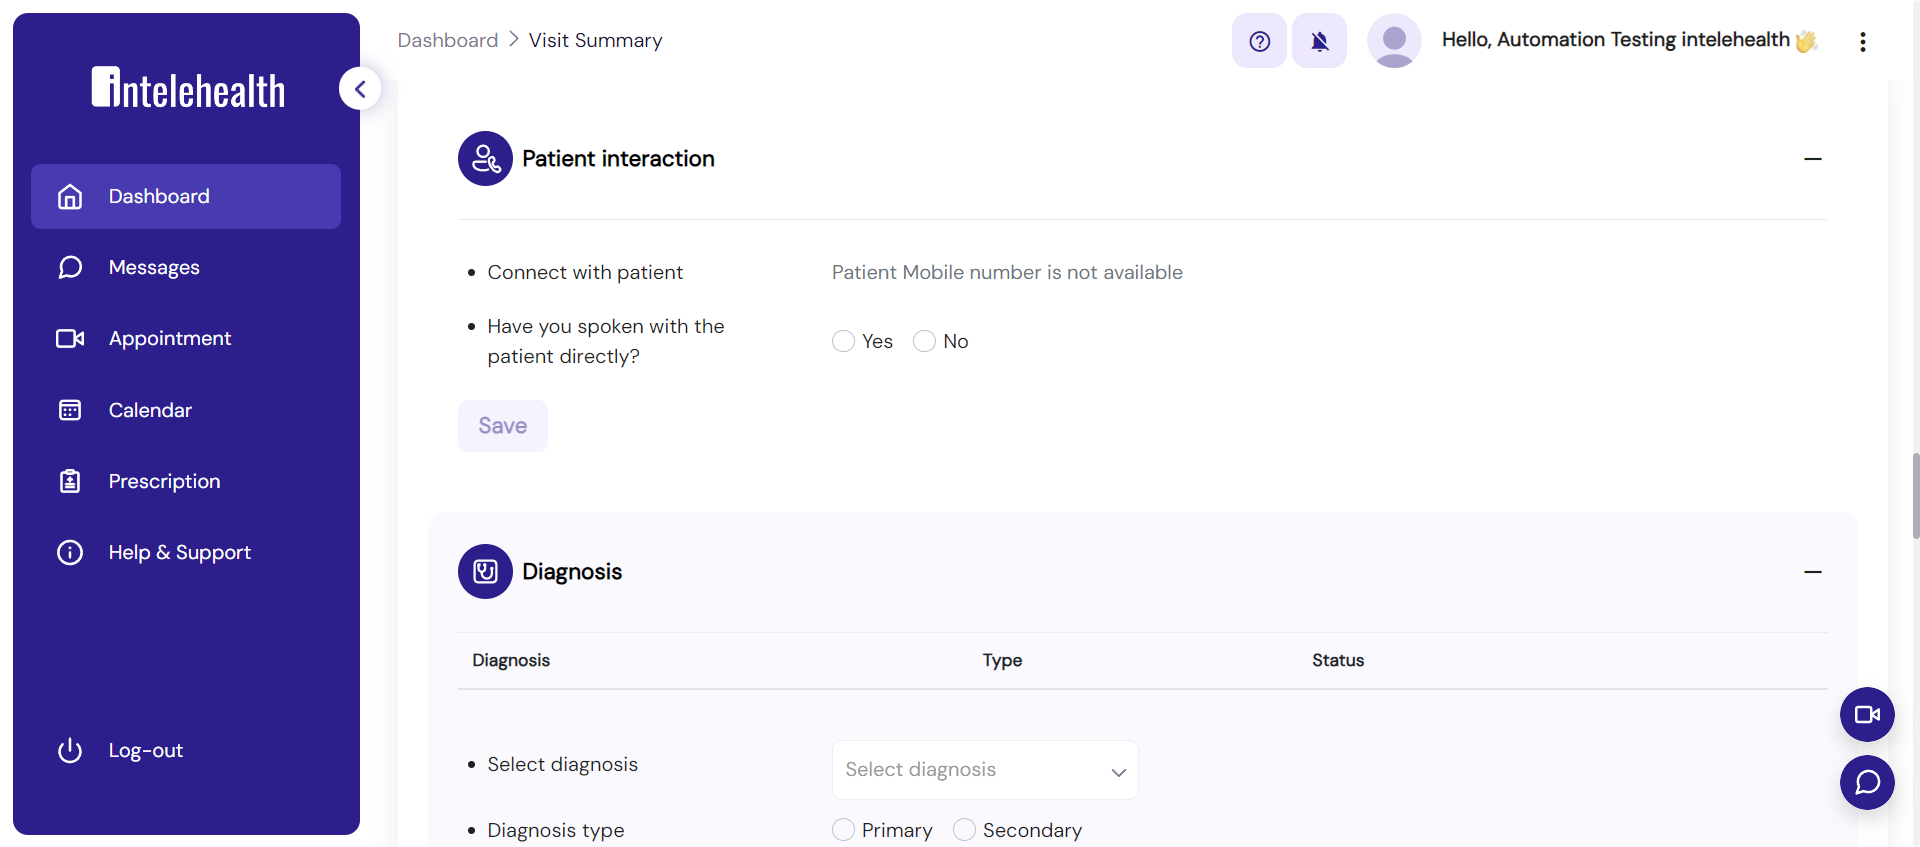 intelehealth
Dashboard
Messages
Appointment
Calendar
Prescription
Help & Support
Log-out
Dashboard > Visit Summary
Hello, Automation Testing intelehealth 👋
Patient interaction
Connect with patient
Patient Mobile number is not available
Have you spoken with the
patient directly?
Yes No
Save
Diagnosis
Diagnosis Type Status
Select diagnosis
Select diagnosis
Diagnosis type
Primary Secondary